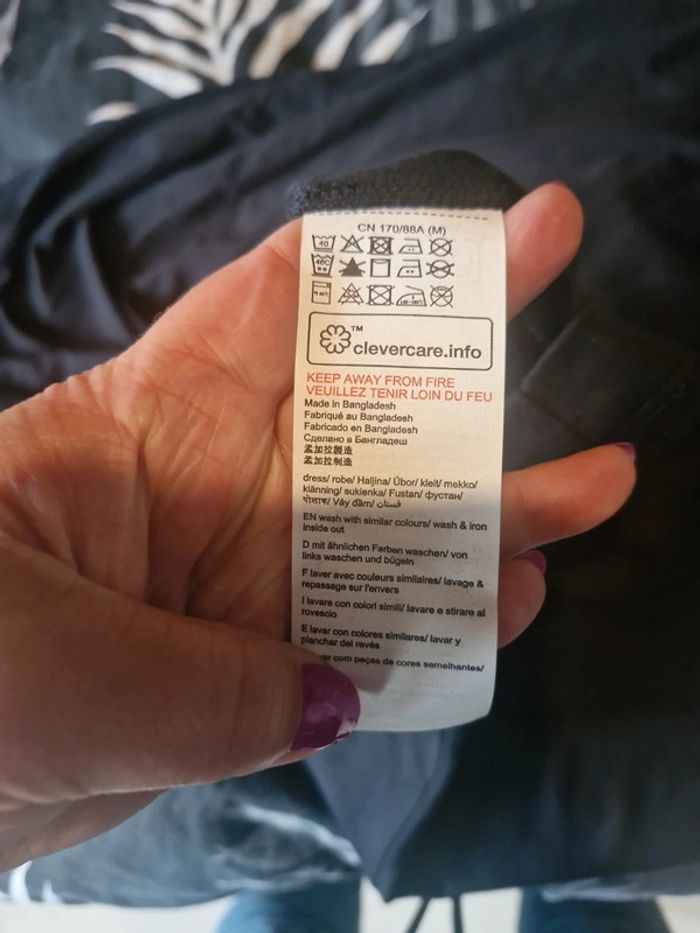 CN 170/88A (M)
40
40C
TM
clevercare.info
KEEP AWAY FROM FIRE
VEUILLEZ TENIR LOIN DU FEU
Made in Bangladesh
Fabriqué au Bangladesh
Fabricado en Bangladesh
Сделано в Бангладеш
孟加拉製造
孟加拉制造
dress/ robe/ Haljina/ Úbor/ kleit/ mekko/
klänning/ sukienka/ Fustan/ фустан/
Váy đầm/ فستان
EN wash with similar colours/ wash & iron
inside out
D mit ähnlichen Farben waschen/ von
links waschen und bügeln
F laver avec couleurs similaires/ lavage &
repassage sur l'envers
I lavare con colori simili/ lavare e stirare al
rovescio
E lavar con colores similares/ lavar y
planchar del revés
com peças de cores semelhantes/